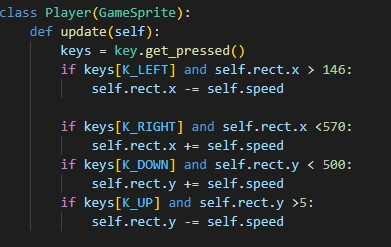 class Player(GameSprite):
    def update(self):
        keys = key.get_pressed()
        if keys[K_LEFT] and self.rect.x > 146:
            self.rect.x -= self.speed

        if keys[K_RIGHT] and self.rect.x <570:
            self.rect.x += self.speed
        if keys[K_DOWN] and self.rect.y < 500:
            self.rect.y += self.speed
        if keys[K_UP] and self.rect.y >5:
            self.rect.y -= self.speed